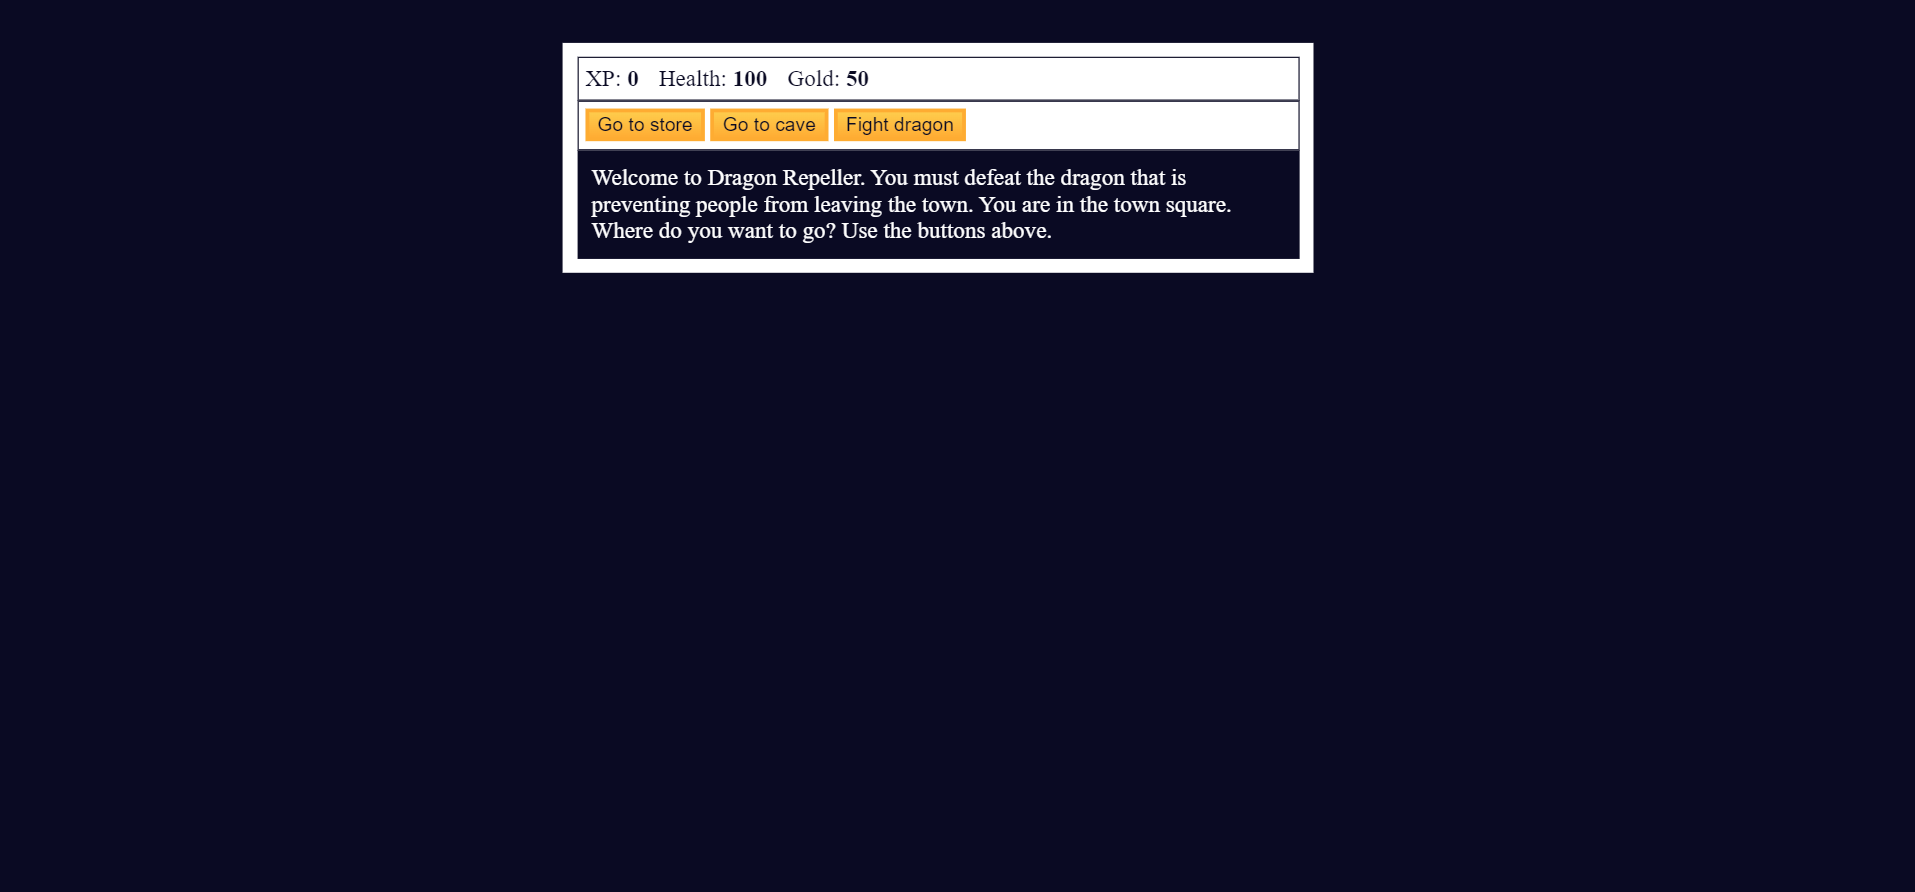 XP: 0 Health: 100 Gold: 50
Go to store Go to cave Fight dragon
Welcome to Dragon Repeller. You must defeat the dragon that is
preventing people from leaving the town. You are in the town square.
Where do you want to go? Use the buttons above.